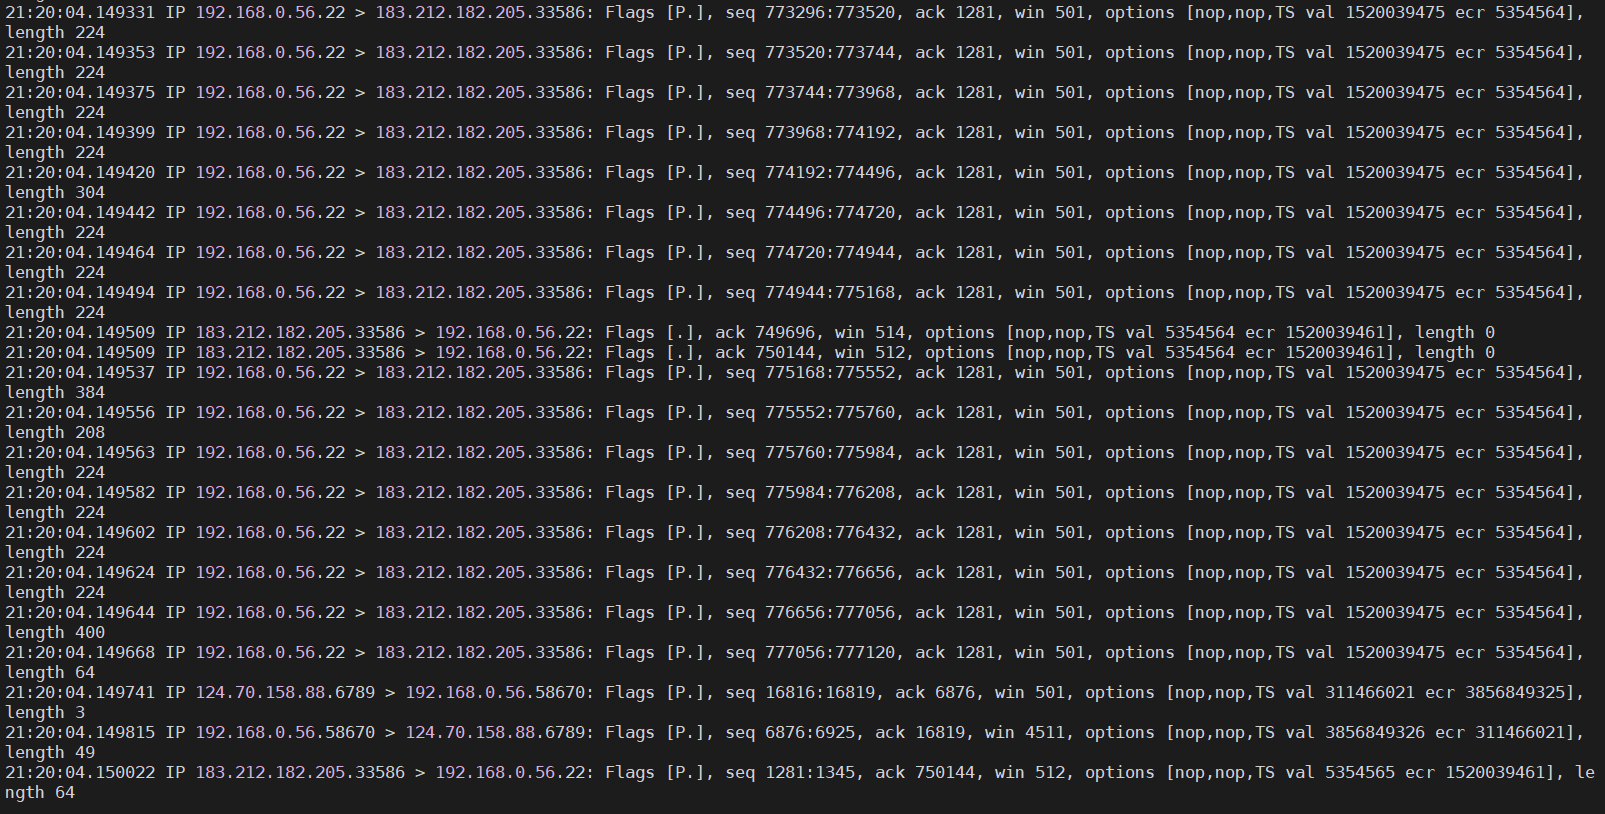 21:20:04.149331 IP 192.168.0.56.22 > 183.212.182.205.33586: Flags [P.], seq 773296:773520, ack 1281, win 501, options [nop,nop,TS val 1520039475 ecr 5354564],
length 224
21:20:04.149353 IP 192.168.0.56.22 > 183.212.182.205.33586: Flags [P.], seq 773520:773744, ack 1281, win 501, options [nop,nop,TS val 1520039475 ecr 5354564],
length 224
21:20:04.149375 IP 192.168.0.56.22 > 183.212.182.205.33586: Flags [P.], seq 773744:773968, ack 1281, win 501, options [nop,nop,TS val 1520039475 ecr 5354564],
length 224
21:20:04.149399 IP 192.168.0.56.22 > 183.212.182.205.33586: Flags [P.], seq 773968:774192, ack 1281, win 501, options [nop,nop,TS val 1520039475 ecr 5354564],
length 224
21:20:04.149420 IP 192.168.0.56.22 > 183.212.182.205.33586: Flags [P.], seq 774192:774496, ack 1281, win 501, options [nop,nop,TS val 1520039475 ecr 5354564],
length 304
21:20:04.149442 IP 192.168.0.56.22 > 183.212.182.205.33586: Flags [P.], seq 774496:774720, ack 1281, win 501, options [nop,nop,TS val 1520039475 ecr 5354564],
length 224
21:20:04.149464 IP 192.168.0.56.22 > 183.212.182.205.33586: Flags [P.], seq 774720:774944, ack 1281, win 501, options [nop,nop,TS val 1520039475 ecr 5354564],
length 224
21:20:04.149494 IP 192.168.0.56.22 > 183.212.182.205.33586: Flags [P.], seq 774944:775168, ack 1281, win 501, options [nop,nop,TS val 1520039475 ecr 5354564],
length 224
21:20:04.149509 IP 183.212.182.205.33586 > 192.168.0.56.22: Flags [.], ack 749696, win 514, options [nop,nop,TS val 5354564 ecr 1520039461], length 0
21:20:04.149509 IP 183.212.182.205.33586 > 192.168.0.56.22: Flags [.], ack 750144, win 512, options [nop,nop,TS val 5354564 ecr 1520039461], length 0
21:20:04.149537 IP 192.168.0.56.22 > 183.212.182.205.33586: Flags [P.], seq 775168:775552, ack 1281, win 501, options [nop,nop,TS val 1520039475 ecr 5354564],
length 384
21:20:04.149556 IP 192.168.0.56.22 > 183.212.182.205.33586: Flags [P.], seq 775552:775760, ack 1281, win 501, options [nop,nop,TS val 1520039475 ecr 5354564],
length 208
21:20:04.149563 IP 192.168.0.56.22 > 183.212.182.205.33586: Flags [P.], seq 775760:775984, ack 1281, win 501, options [nop,nop,TS val 1520039475 ecr 5354564],
length 224
21:20:04.149582 IP 192.168.0.56.22 > 183.212.182.205.33586: Flags [P.], seq 775984:776208, ack 1281, win 501, options [nop,nop,TS val 1520039475 ecr 5354564],
length 224
21:20:04.149602 IP 192.168.0.56.22 > 183.212.182.205.33586: Flags [P.], seq 776208:776432, ack 1281, win 501, options [nop,nop,TS val 1520039475 ecr 5354564],
length 224
21:20:04.149624 IP 192.168.0.56.22 > 183.212.182.205.33586: Flags [P.], seq 776432:776656, ack 1281, win 501, options [nop,nop,TS val 1520039475 ecr 5354564],
length 224
21:20:04.149644 IP 192.168.0.56.22 > 183.212.182.205.33586: Flags [P.], seq 776656:777056, ack 1281, win 501, options [nop,nop,TS val 1520039475 ecr 5354564],
length 400
21:20:04.149668 IP 192.168.0.56.22 > 183.212.182.205.33586: Flags [P.], seq 777056:777120, ack 1281, win 501, options [nop,nop,TS val 1520039475 ecr 5354564],
length 64
21:20:04.149741 IP 124.70.158.88.6789 > 192.168.0.56.58670: Flags [P.], seq 16816:16819, ack 6876, win 501, options [nop,nop,TS val 311466021 ecr 3856849325],
length 3
21:20:04.149815 IP 192.168.0.56.58670 > 124.70.158.88.6789: Flags [P.], seq 6876:6925, ack 16819, win 4511, options [nop,nop,TS val 3856849326 ecr 311466021],
length 49
21:20:04.150022 IP 183.212.182.205.33586 > 192.168.0.56.22: Flags [P.], seq 1281:1345, ack 750144, win 512, options [nop,nop,TS val 5354565 ecr 1520039461], le
ngth 64